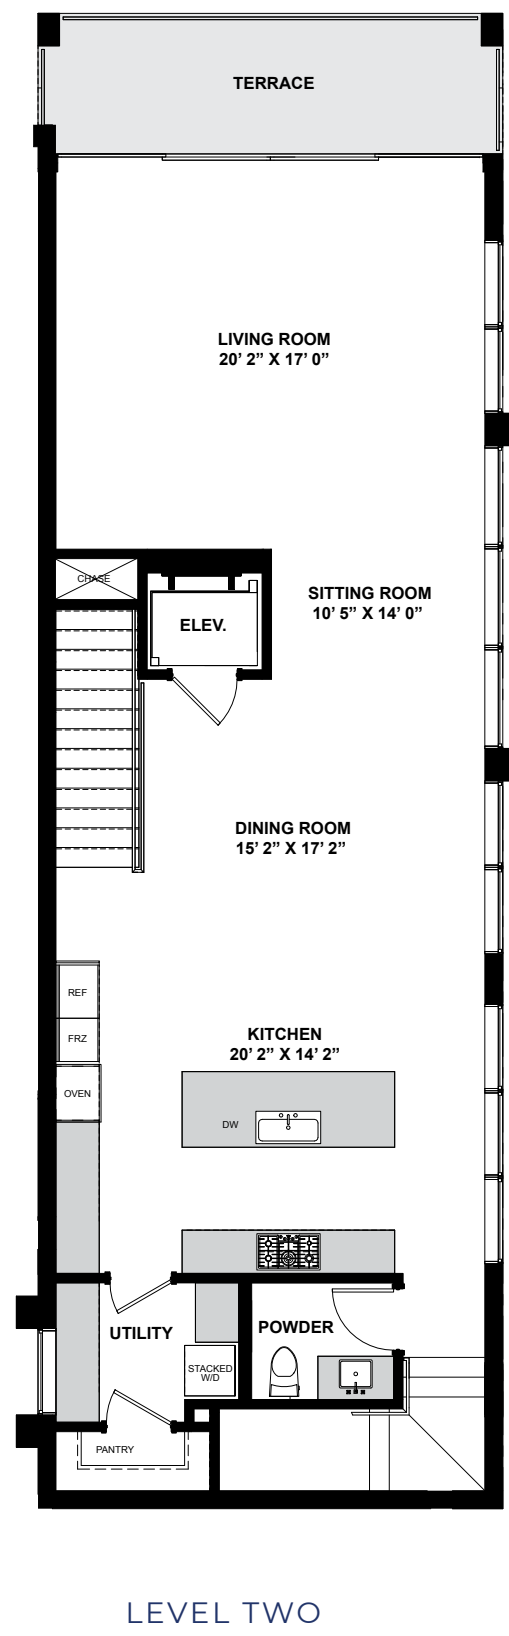 TERRACE
LIVING ROOM
20' 2” X 17' 0”
CHASE
SITTING ROOM
10' 5” X 14' 0”
ELEV.
DINING ROOM
15' 2” X 17' 2”
REF
FRZ
KITCHEN
20' 2” X 14' 2”
OVEN
DW
UTILITY
POWDER
STACKED
W/D
PANTRY
LEVEL TWO